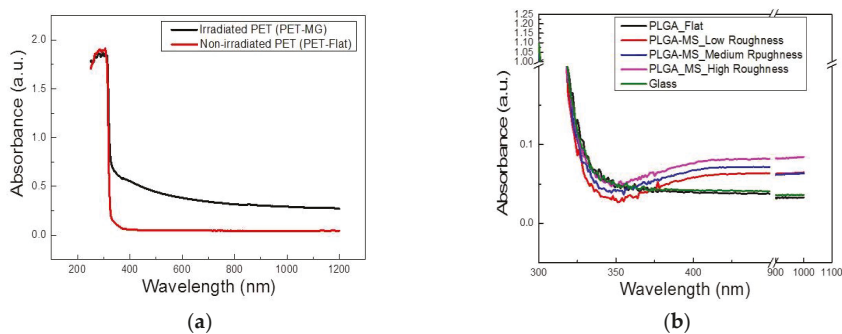 Irradiated PET (PET-MG)
Non-irradiated PET (PET-Flat)
2.0
1.5
1.0
0.5
0.0
Absorbance (a.u.)
200 400 600 800 1000 1200
Wavelength (nm)
(a)
PLGA_Flat
PLGA-MS_Low Roughness
PLGA-MS_Medium Rpughness
PLGA_MS_High Roughness
Glass
1.25
1.20
1.15
1.10
1.05
1.00
0.1
0.0
Absorbance (a.u.)
300 350 400 900 1000 1100
Wavelength (nm)
(b)